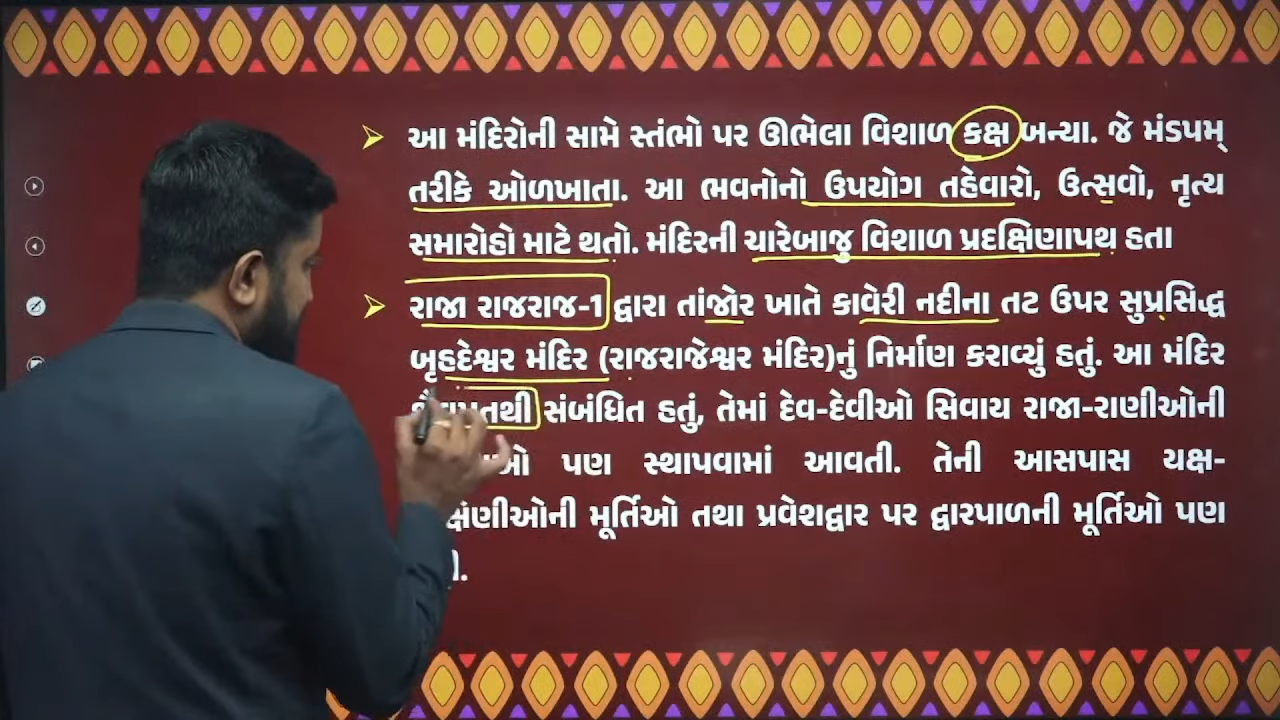 આ મંદિરોની સામે સ્તંભો પર ઊભેલા વિશાળ કક્ષ બન્યા. જે મંડપમ્
તરીકે ઓળખાતા. આ ભવનોનો ઉપયોગ તહેવારો, ઉત્સવો, નૃત્ય
સમારોહો માટે થતો. મંદિરની ચારેબાજુ વિશાળ પ્રદક્ષિણાપથ હતા
રાજા રાજરાજ-1 દ્વારા તાંજોર ખાતે કાવેરી નદીના તટ ઉપર સુપ્રસિદ્ધ
બૃહદેશ્વર મંદિર (રાજરાજેશ્વર મંદિર)નું નિર્માણ કરાવ્યું હતું. આ મંદિર
સંબંધિત હતું, તેમાં દેવ-દેવીઓ સિવાય રાજા-રાણીઓની
પણ સ્થાપવામાં આવતી. તેની આસપાસ યક્ષ-
મૂર્તિઓ તથા પ્રવેશદ્વાર પર દ્વારપાળની મૂર્તિઓ પણ